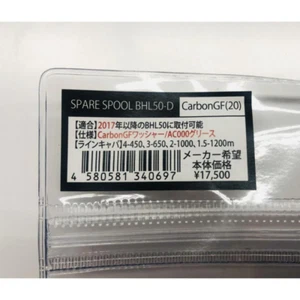 SPARE SPOOL BHL50-D CarbonGF(20)
【適合】2017年以降のBHL50に取付可能
【仕様】CarbonGFワッシャー/AC000グリース
【ラインキャパ】4-450, 3-650, 2-1000, 1.5-1200m
メーカー希望
本体価格
¥17,500
4 580581 340697